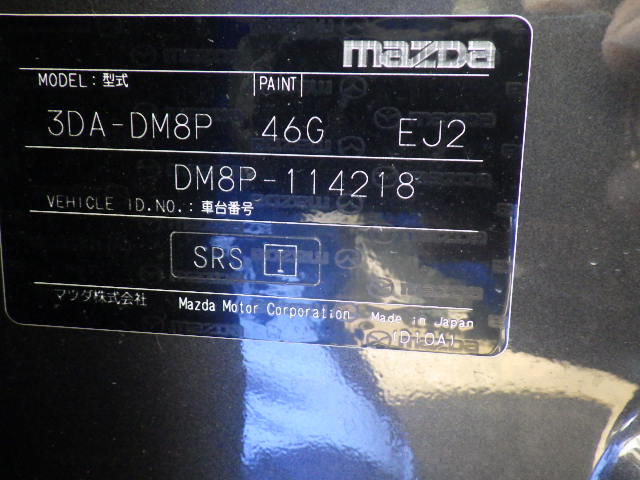 mazda
MODEL：型式 PAINT
3DA-DM8P 46G EJ2
DM8P-114218
VEHICLE ID.NO.：車台番号
SRS I
マツダ株式会社 Mazda Motor Corporation Made in Japan
(D10A)